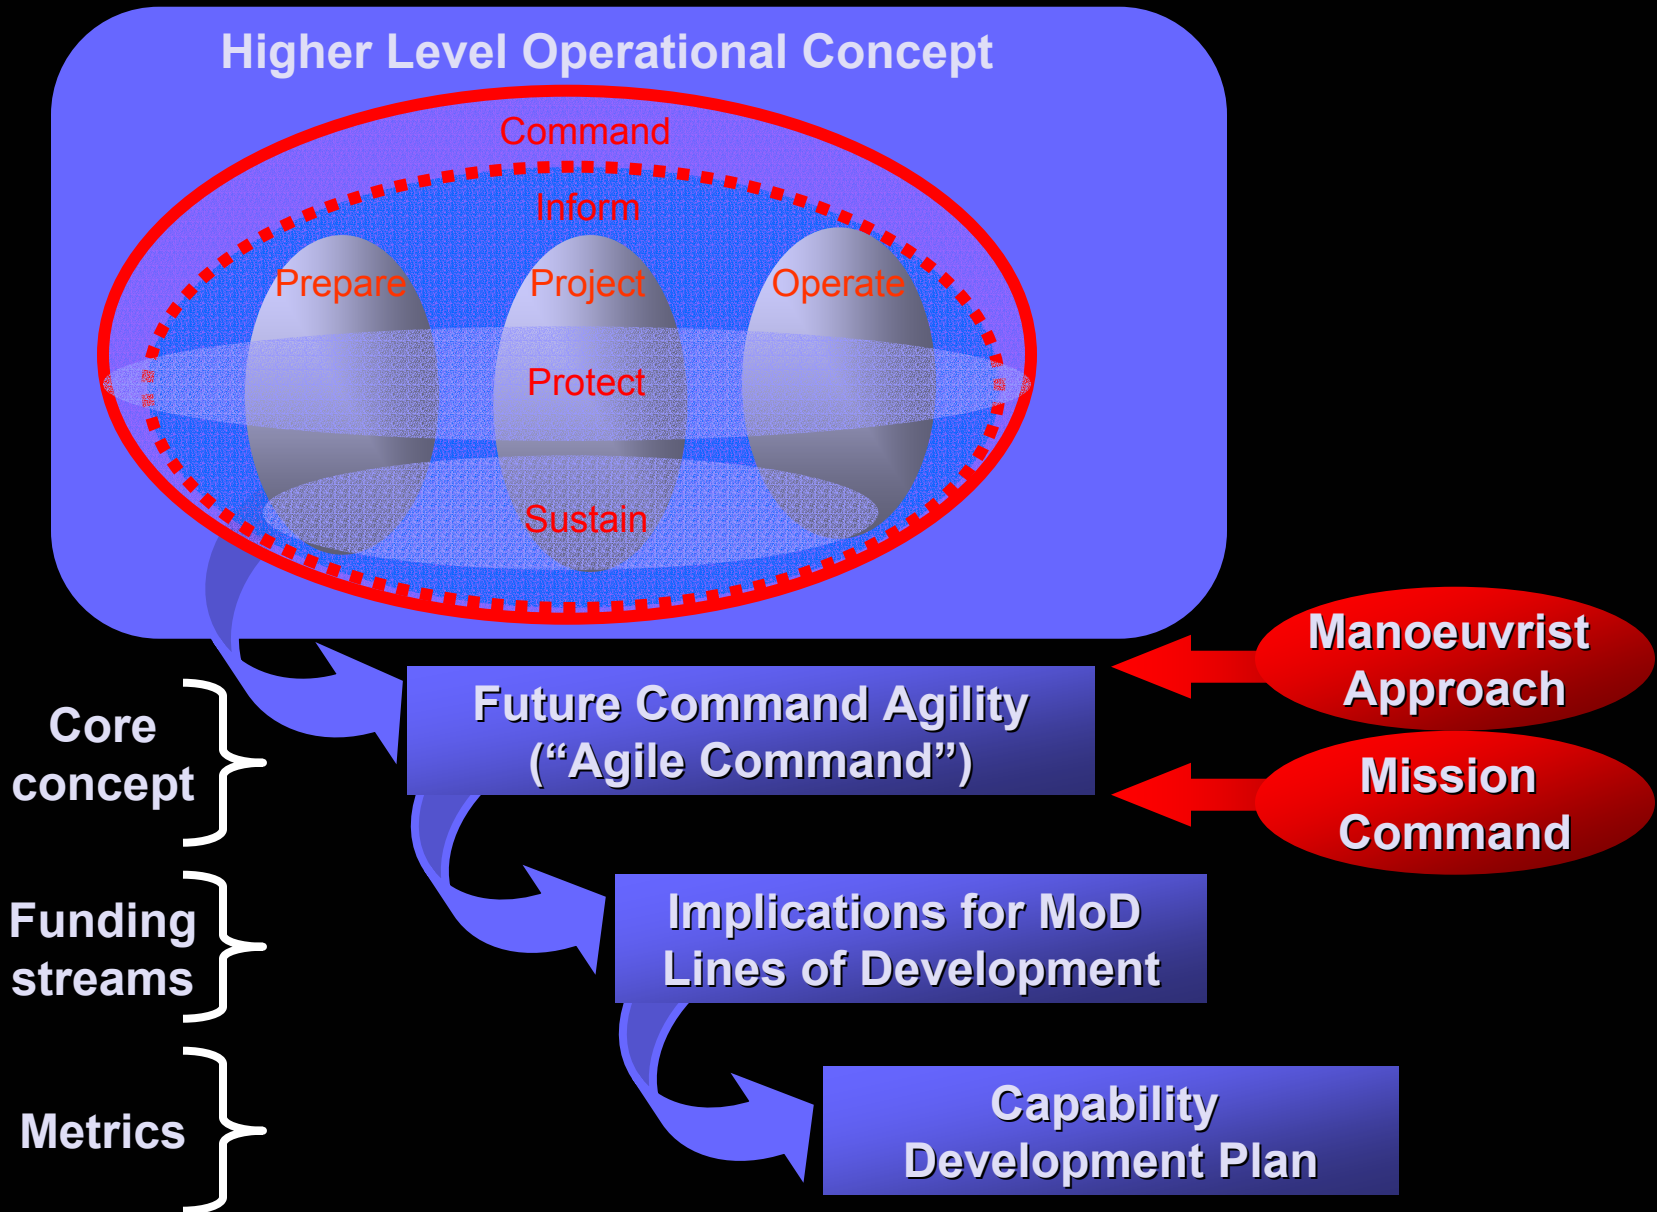 Higher Level Operational Concept
Command
Inform
Prepare
Project
Operate
Protect
Sustain
Manoeuvrist
Approach
Core
concept
Future Command Agility
(“Agile Command”)
Mission
Command
Funding
streams
Implications for MoD
Lines of Development
Metrics
Capability
Development Plan